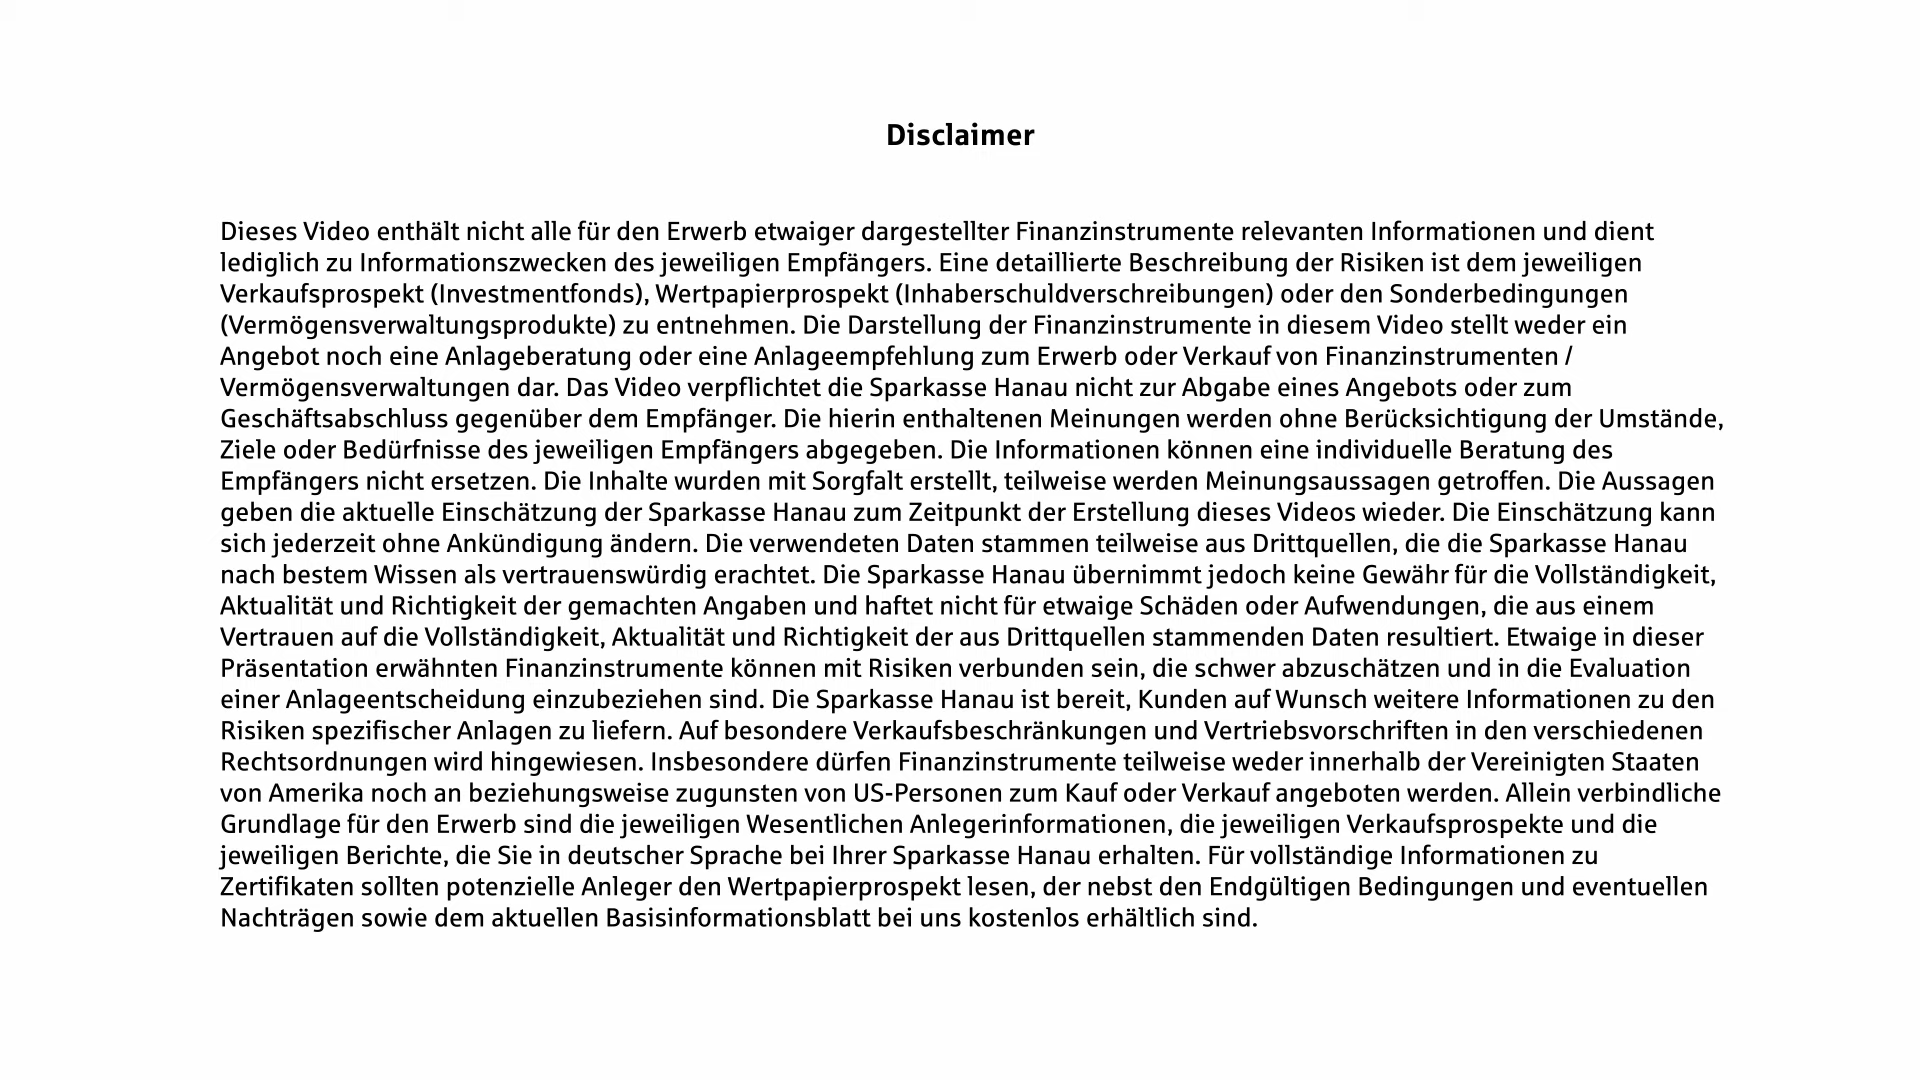 Disclaimer
Dieses Video enthält nicht alle für den Erwerb etwaiger dargestellter Finanzinstrumente relevanten Informationen und dient
lediglich zu Informationszwecken des jeweiligen Empfängers. Eine detaillierte Beschreibung der Risiken ist dem jeweiligen
Verkaufsprospekt (Investmentfonds), Wertpapierprospekt (Inhaberschuldverschreibungen) oder den Sonderbedingungen
(Vermögensverwaltungsprodukte) zu entnehmen. Die Darstellung der Finanzinstrumente in diesem Video stellt weder ein
Angebot noch eine Anlageberatung oder eine Anlageempfehlung zum Erwerb oder Verkauf von Finanzinstrumenten /
Vermögensverwaltungen dar. Das Video verpflichtet die Sparkasse Hanau nicht zur Abgabe eines Angebots oder zum
Geschäftsabschluss gegenüber dem Empfänger. Die hierin enthaltenen Meinungen werden ohne Berücksichtigung der Umstände,
Ziele oder Bedürfnisse des jeweiligen Empfängers abgegeben. Die Informationen können eine individuelle Beratung des
Empfängers nicht ersetzen. Die Inhalte wurden mit Sorgfalt erstellt, teilweise werden Meinungsaussagen getroffen. Die Aussagen
geben die aktuelle Einschätzung der Sparkasse Hanau zum Zeitpunkt der Erstellung dieses Videos wieder. Die Einschätzung kann
sich jederzeit ohne Ankündigung ändern. Die verwendeten Daten stammen teilweise aus Drittquellen, die die Sparkasse Hanau
nach bestem Wissen als vertrauenswürdig erachtet. Die Sparkasse Hanau übernimmt jedoch keine Gewähr für die Vollständigkeit,
Aktualität und Richtigkeit der gemachten Angaben und haftet nicht für etwaige Schäden oder Aufwendungen, die aus einem
Vertrauen auf die Vollständigkeit, Aktualität und Richtigkeit der aus Drittquellen stammenden Daten resultiert. Etwaige in dieser
Präsentation erwähnten Finanzinstrumente können mit Risiken verbunden sein, die schwer abzuschätzen und in die Evaluation
einer Anlageentscheidung einzubeziehen sind. Die Sparkasse Hanau ist bereit, Kunden auf Wunsch weitere Informationen zu den
Risiken spezifischer Anlagen zu liefern. Auf besondere Verkaufsbeschränkungen und Vertriebsvorschriften in den verschiedenen
Rechtsordnungen wird hingewiesen. Insbesondere dürfen Finanzinstrumente teilweise weder innerhalb der Vereinigten Staaten
von Amerika noch an beziehungsweise zugunsten von US-Personen zum Kauf oder Verkauf angeboten werden. Allein verbindliche
Grundlage für den Erwerb sind die jeweiligen Wesentlichen Anlegerinformationen, die jeweiligen Verkaufsprospekte und die
jeweiligen Berichte, die Sie in deutscher Sprache bei Ihrer Sparkasse Hanau erhalten. Für vollständige Informationen zu
Zertifikaten sollten potenzielle Anleger den Wertpapierprospekt lesen, der nebst den Endgültigen Bedingungen und eventuellen
Nachträgen sowie dem aktuellen Basisinformationsblatt bei uns kostenlos erhältlich sind.